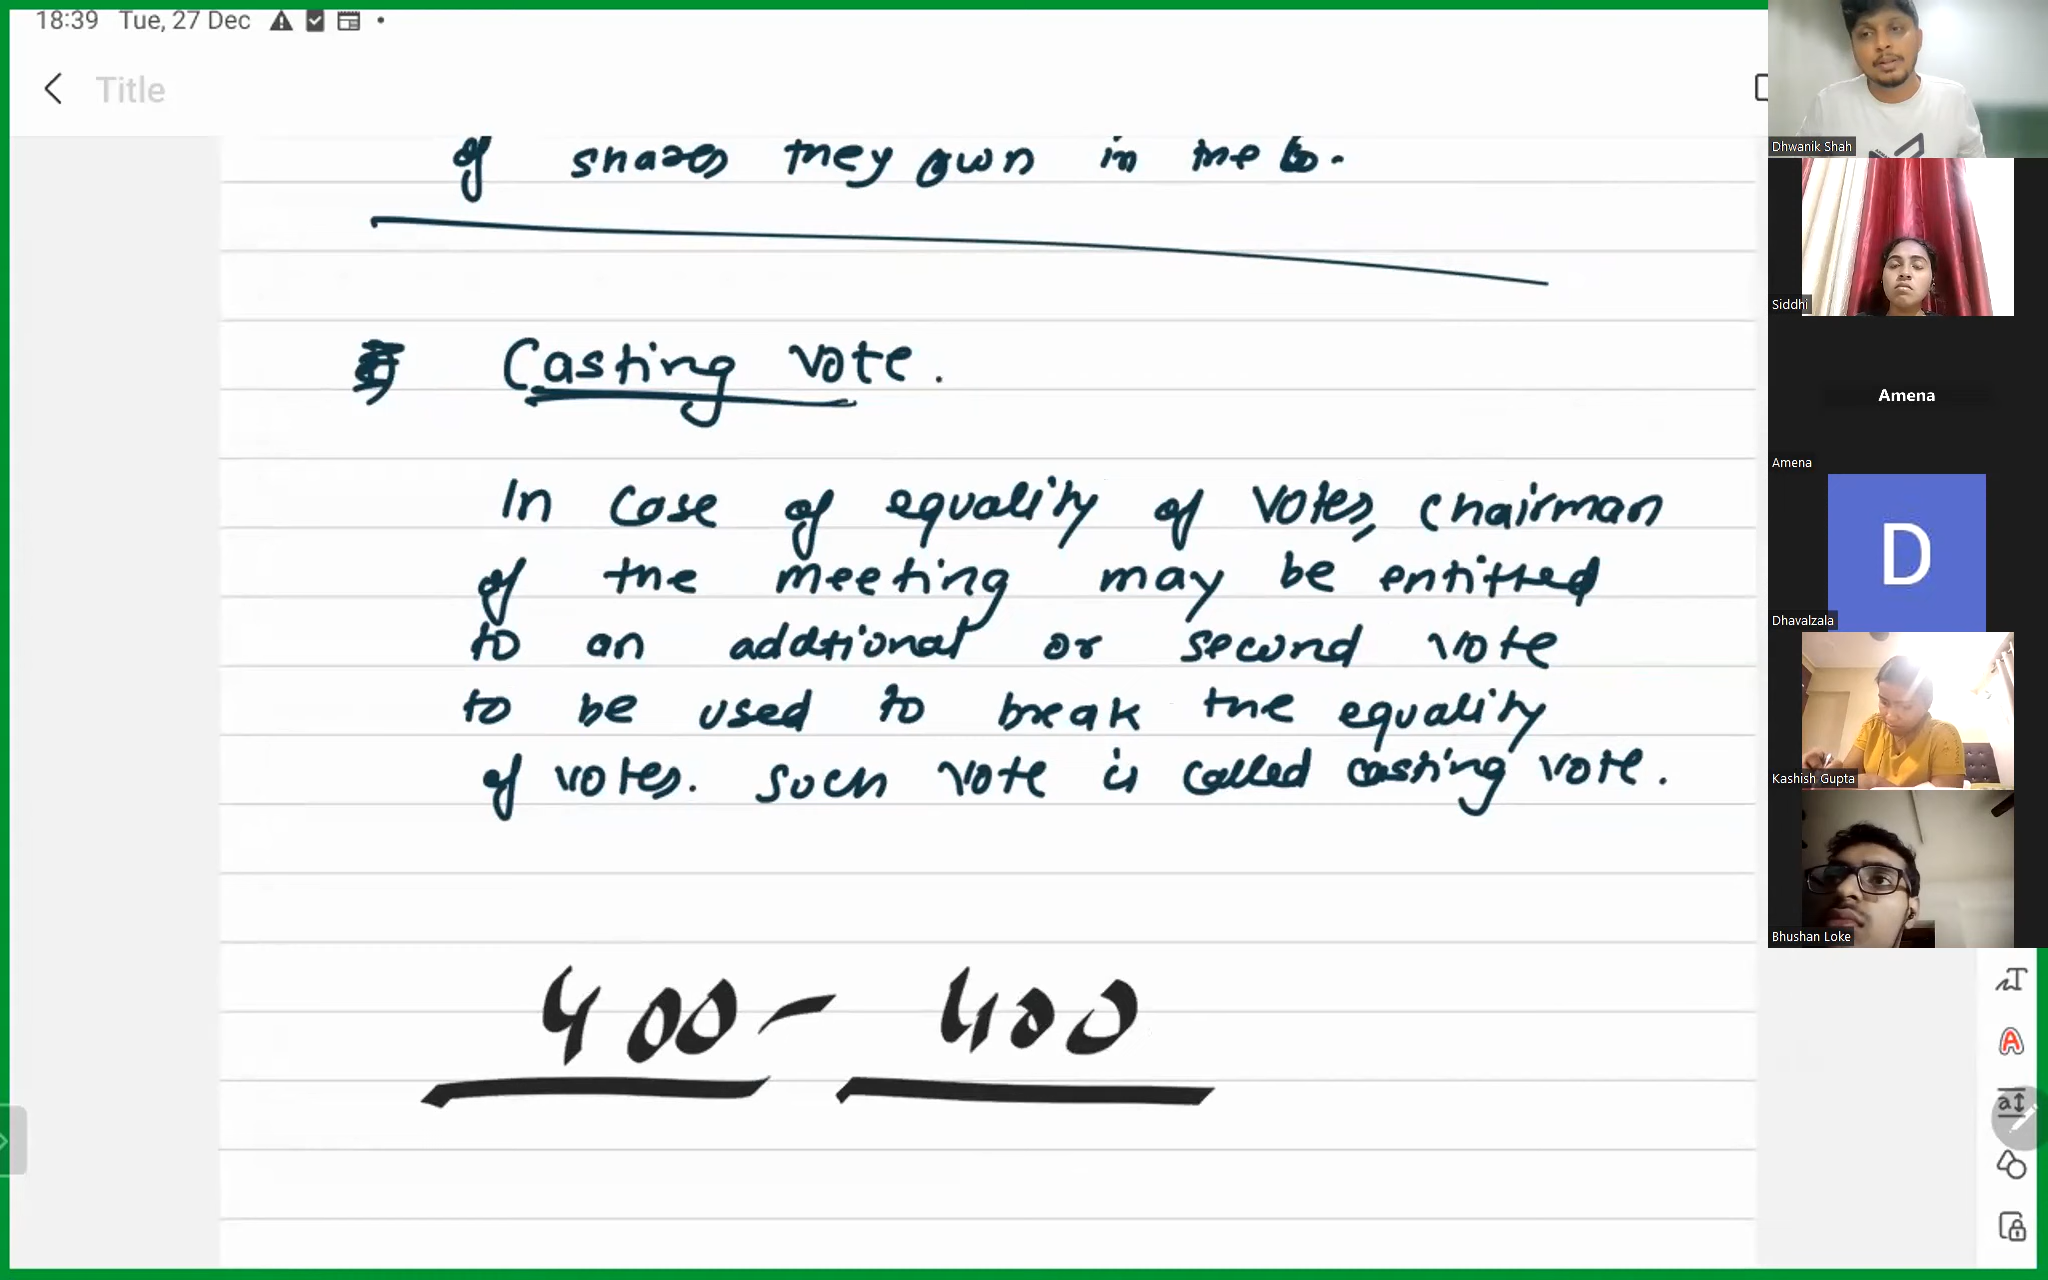 18:39 Tue, 27 Dec
Title
of shares they own in the Co.
Casting vote.
In case of equality of votes, chairman
of the meeting may be entitled
to an addtional or second vote
to be used to break the equality
of votes. Such vote is called casting vote.
400 - 400
Dhwanik Shah
Siddhi
Amena
Amena
D
Dhavalzala
Kashish Gupta
Bhushan Loke